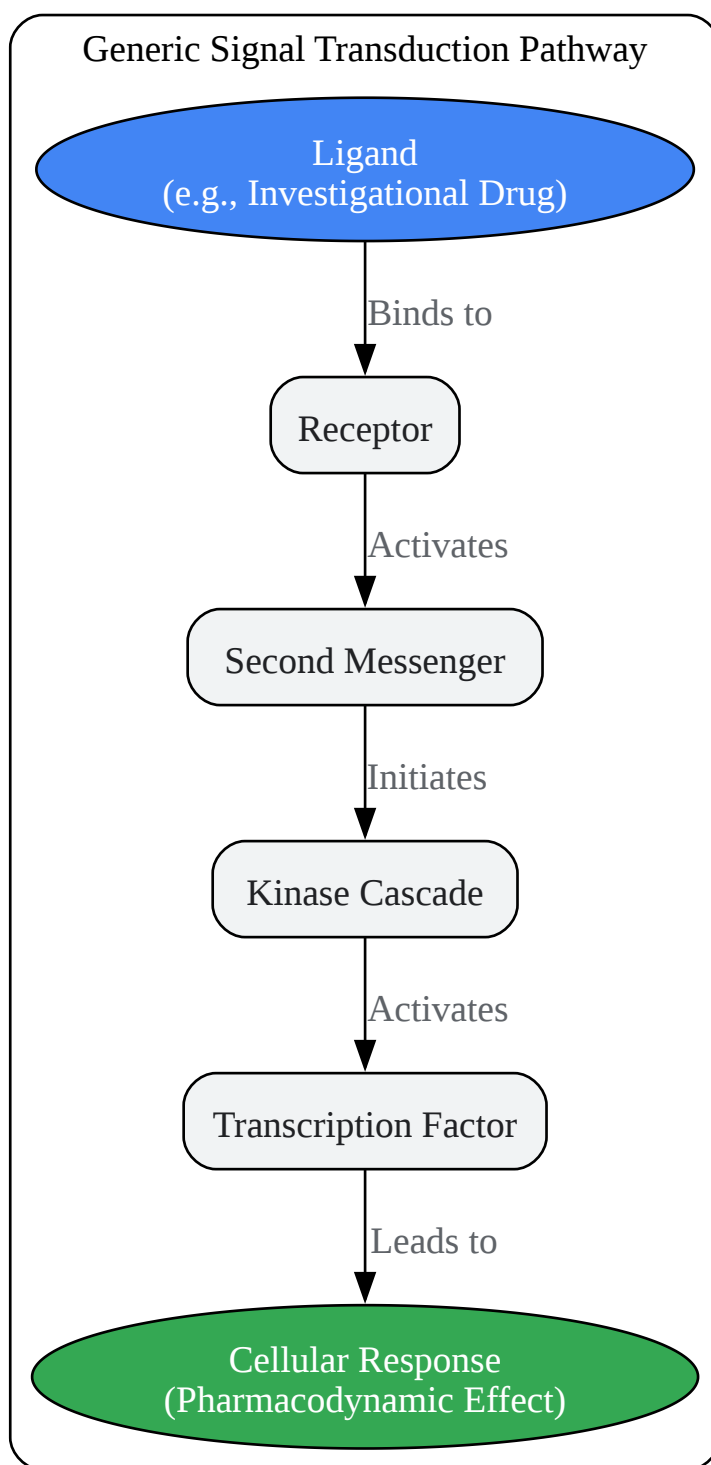 Generic Signal Transduction Pathway
Ligand
(e.g., Investigational Drug)
Binds to
Receptor
Activates
Second Messenger
Initiates
Kinase Cascade
Activates
Transcription Factor
Leads to
Cellular Response
(Pharmacodynamic Effect)